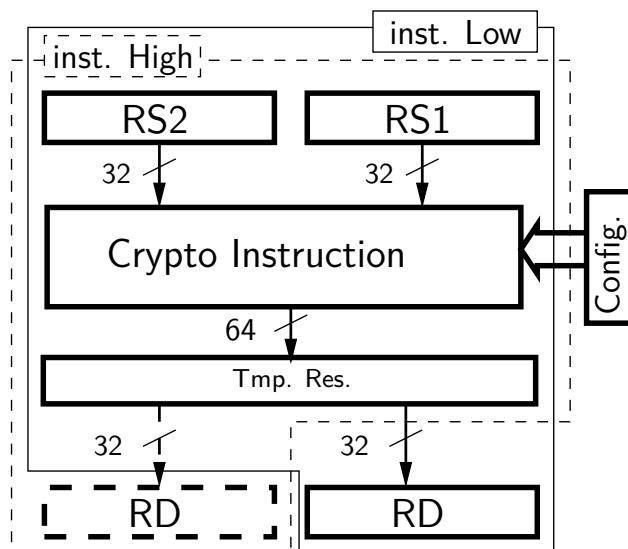 inst. Low
inst. High
RS2 RS1
32 32
Crypto Instruction
Config.
64
Tmp. Res.
32 32
RD RD